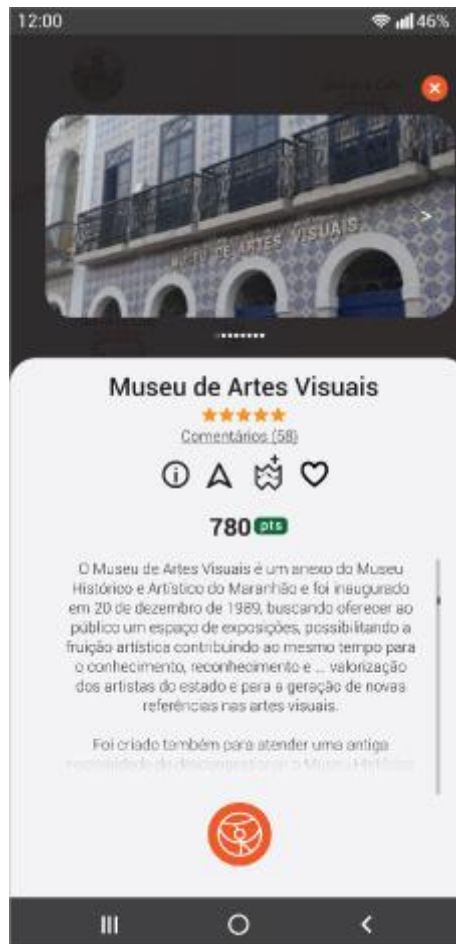 12:00 46%
MUSEU DE ARTES VISUAIS
>
Museu de Artes Visuais
Comentários (58)
780 pts
O Museu de Artes Visuais é um anexo do Museu
Histórico e Artístico do Maranhão e foi inaugurado
em 20 de dezembro de 1989, buscando oferecer ao
público um espaço de exposições, possibilitando a
fruição artística contribuindo ao mesmo tempo para
o conhecimento, reconhecimento e ... valorização
dos artistas do estado e para a geração de novas
referências nas artes visuais.
Foi criado também para atender uma antiga